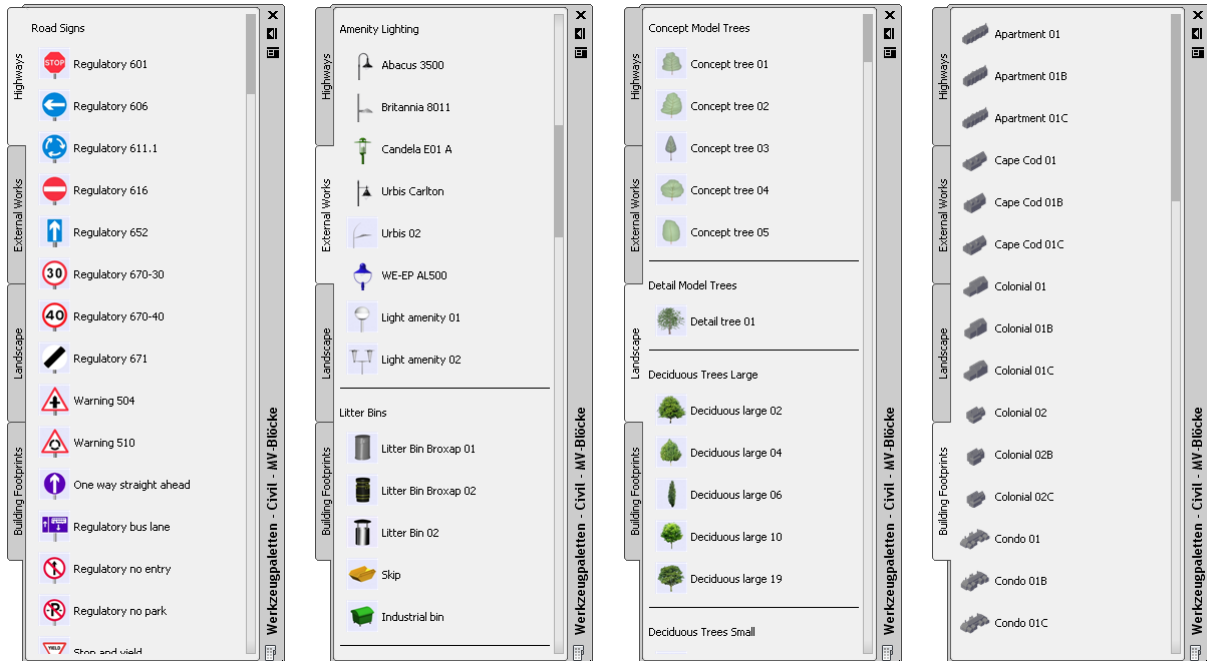 Road Signs
STOP
Regulatory 601
Regulatory 606
Regulatory 611.1
Regulatory 616
Regulatory 652
30
Regulatory 670-30
40
Regulatory 670-40
Regulatory 671
Warning 504
Warning 510
One way straight ahead
Regulatory bus lane
Regulatory no entry
P
Regulatory no park
YIELD
Stop and yield
Highways
External Works
Landscape
Building Footprints
Werkzeugpaletten - Civil - MV-Blöcke
Amenity Lighting
Abacus 3500
Britannia 8011
Candela E01 A
Urbis Carlton
Urbis 02
WE-EP AL500
Light amenity 01
Light amenity 02
Litter Bins
Litter Bin Broxap 01
Litter Bin Broxap 02
Litter Bin 02
Skip
Industrial bin
Highways
External Works
Landscape
Building Footprints
Werkzeugpaletten - Civil - MV-Blöcke
Concept Model Trees
Concept tree 01
Concept tree 02
Concept tree 03
Concept tree 04
Concept tree 05
Detail Model Trees
Detail tree 01
Deciduous Trees Large
Deciduous large 02
Deciduous large 04
Deciduous large 06
Deciduous large 10
Deciduous large 19
Deciduous Trees Small
Highways
External Works
Landscape
Building Footprints
Werkzeugpaletten - Civil - MV-Blöcke
Apartment 01
Apartment 01B
Apartment 01C
Cape Cod 01
Cape Cod 01B
Cape Cod 01C
Colonial 01
Colonial 01B
Colonial 01C
Colonial 02
Colonial 02B
Colonial 02C
Condo 01
Condo 01B
Condo 01C
Highways
External Works
Landscape
Building Footprints
Werkzeugpaletten - Civil - MV-Blöcke